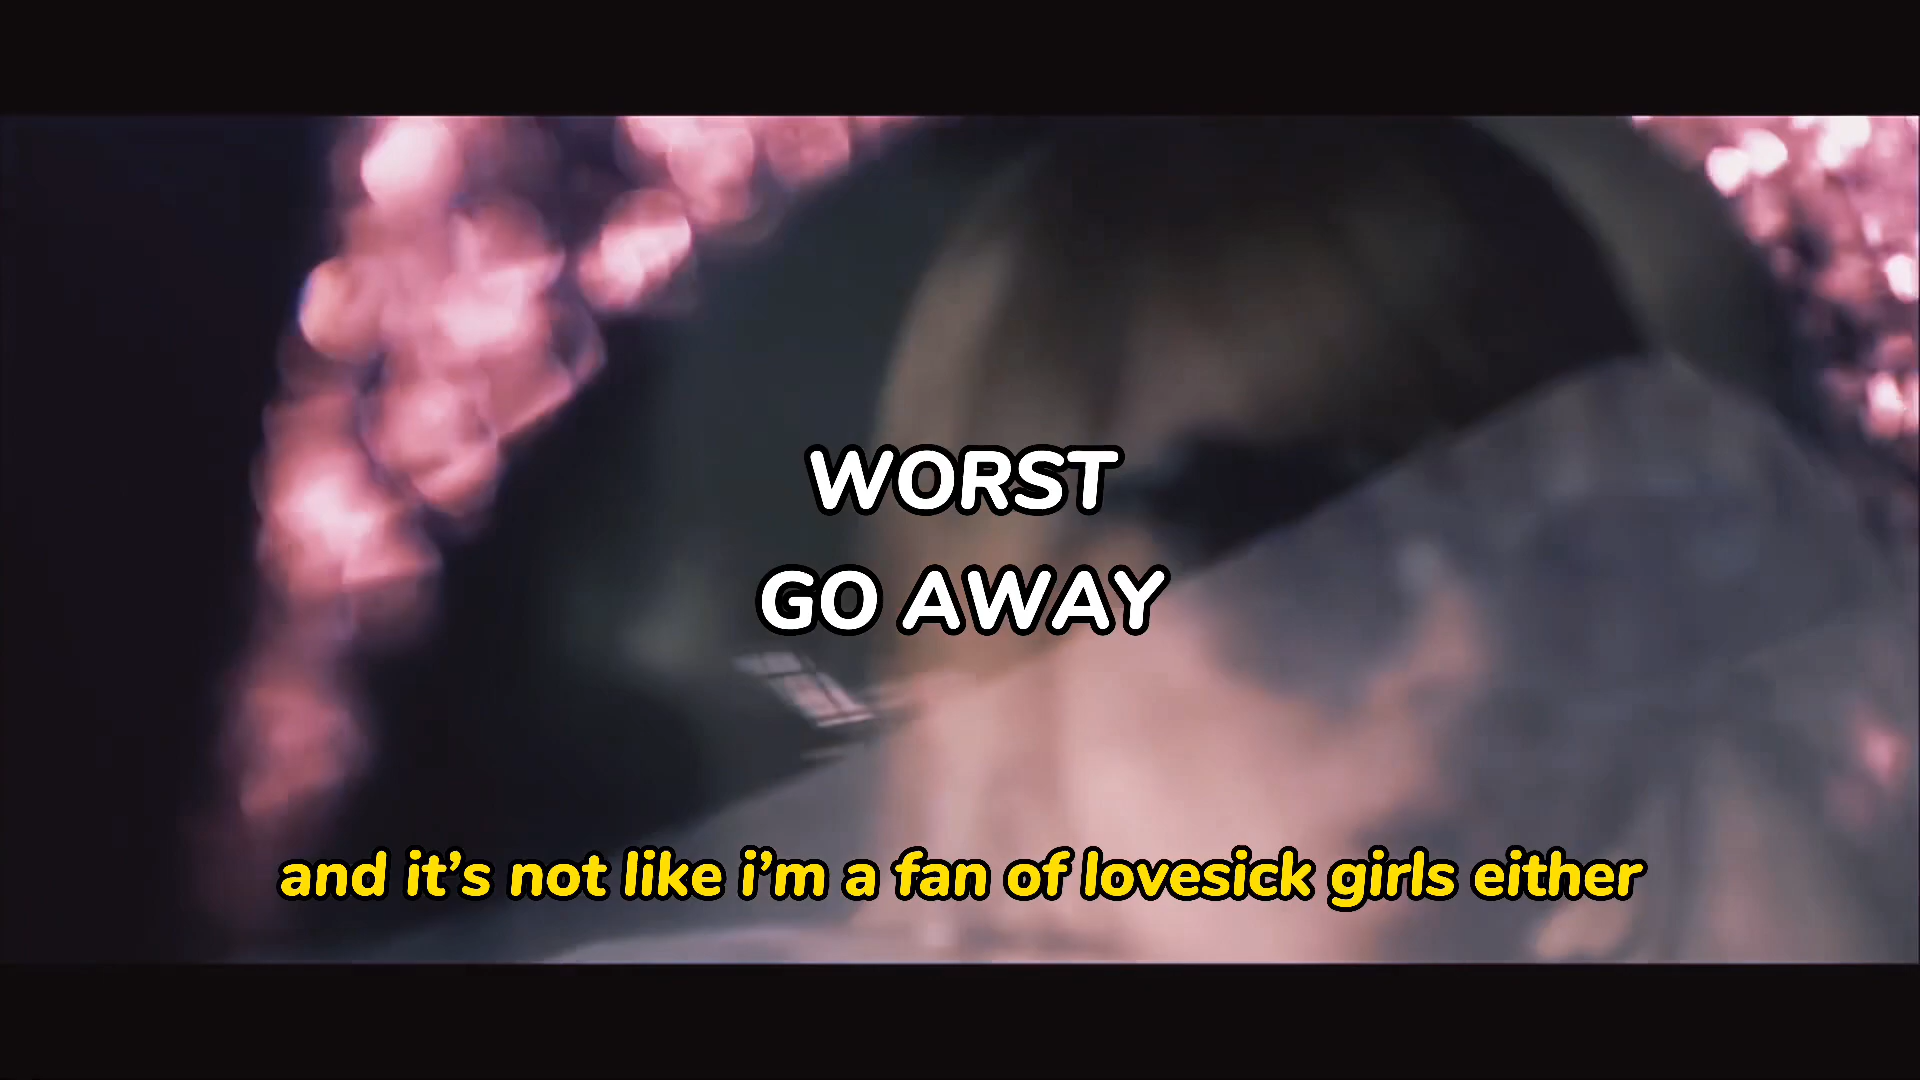 WORST
GO AWAY
and it’s not like i’m a fan of lovesick girls either